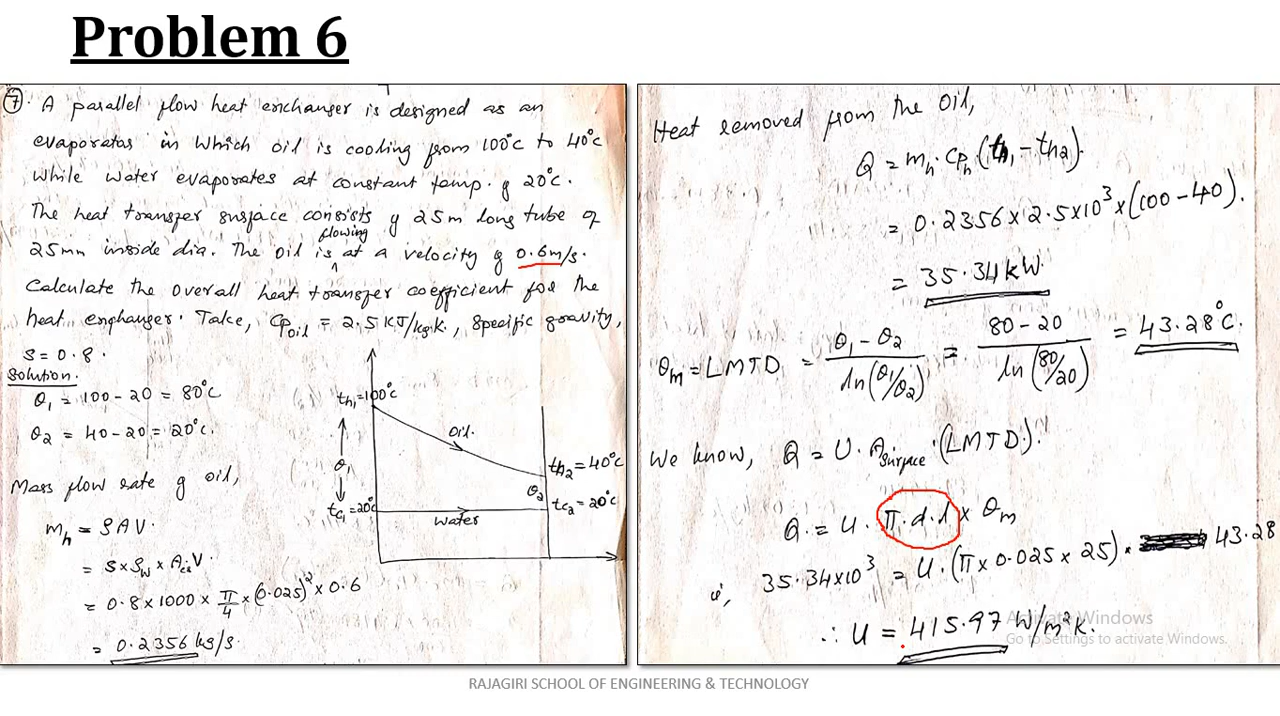 Problem 6
7. A parallel flow heat exchanger is designed as an
evaporator in which oil is cooling from 100°C to 40°C
while water evaporates at constant temp. of 20°C.
The heat transfer surface consists of 25m long tube of
25mm inside dia. The oil is flowing at a velocity of 0.6m/s.
Calculate the overall heat transfer coefficient for the
heat exchanger. Take, Cp oil = 2.5 KJ/kg.K., Specific gravity,
S = 0.8.
Solution.
θ1 = 100-20 = 80°C
θ2 = 40-20 = 20°C.
Mass flow rate of oil,
ṁh = ρAV.
= S×ρw × Acs V
= 0.8 × 1000 × π/4 × (0.025)² × 0.6
= 0.2356 kg/s.
th1=100°C
oil.
θ1
th2=40°C
θ2
tc1=20°C
tc2=20°C
water
Heat removed from the Oil,
Q = ṁh · Cph (th1 - th2).
= 0.2356 × 2.5×10³ × (100-40).
= 35.34 kW.
θm = LMTD = θ1 - θ2 / ln(θ1/θ2) = 80-20 / ln(80/20) = 43.28°C.
We know, Q = U. Asurface. (LMTD).
Q = U. π.d.l × θm
ie, 35.34×10³ = U. (π × 0.025 × 25) × 43.28
∴ U = 415.97 W/m²K.
Activate Windows
Go to Settings to activate Windows.
RAJAGIRI SCHOOL OF ENGINEERING & TECHNOLOGY